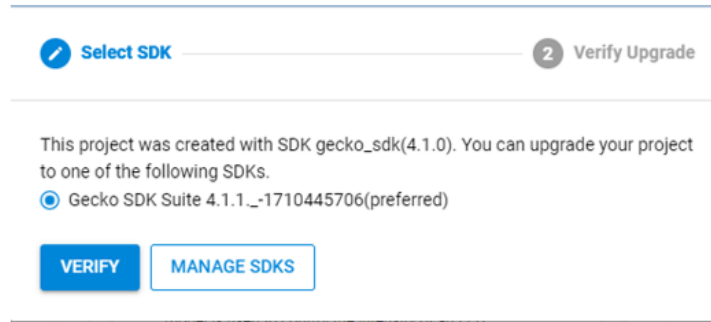 Select SDK
2 Verify Upgrade
This project was created with SDK gecko_sdk(4.1.0). You can upgrade your project
to one of the following SDKs.
Gecko SDK Suite 4.1.1._-1710445706(preferred)
VERIFY
MANAGE SDKS